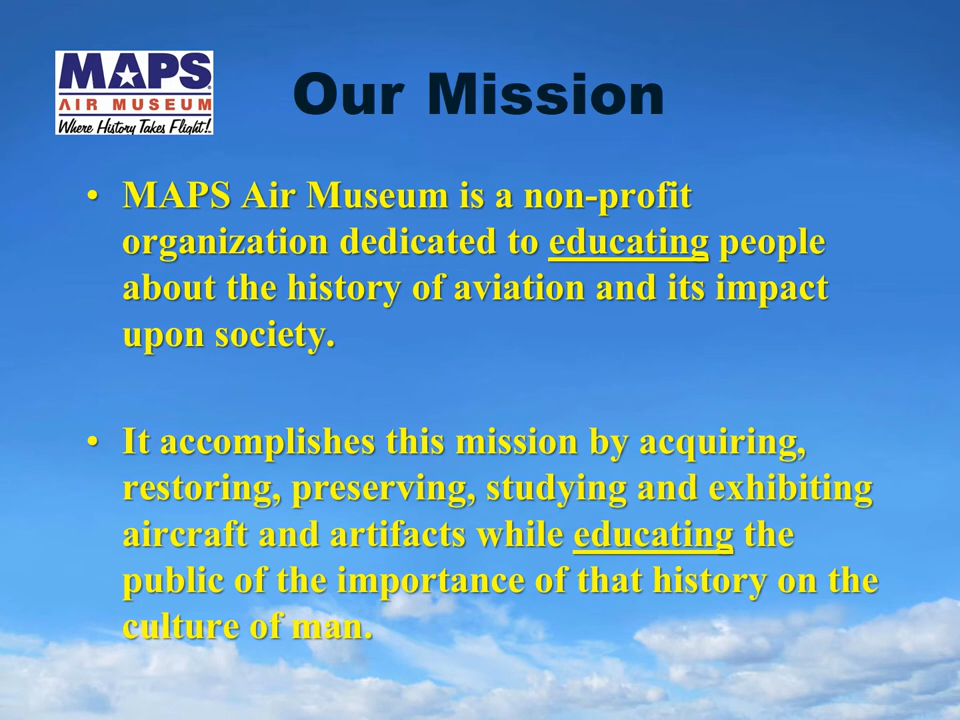 MAPS
AIR MUSEUM
Where History Takes Flight!
Our Mission
• MAPS Air Museum is a non-profit
organization dedicated to educating people
about the history of aviation and its impact
upon society.
• It accomplishes this mission by acquiring,
restoring, preserving, studying and exhibiting
aircraft and artifacts while educating the
public of the importance of that history on the
culture of man.